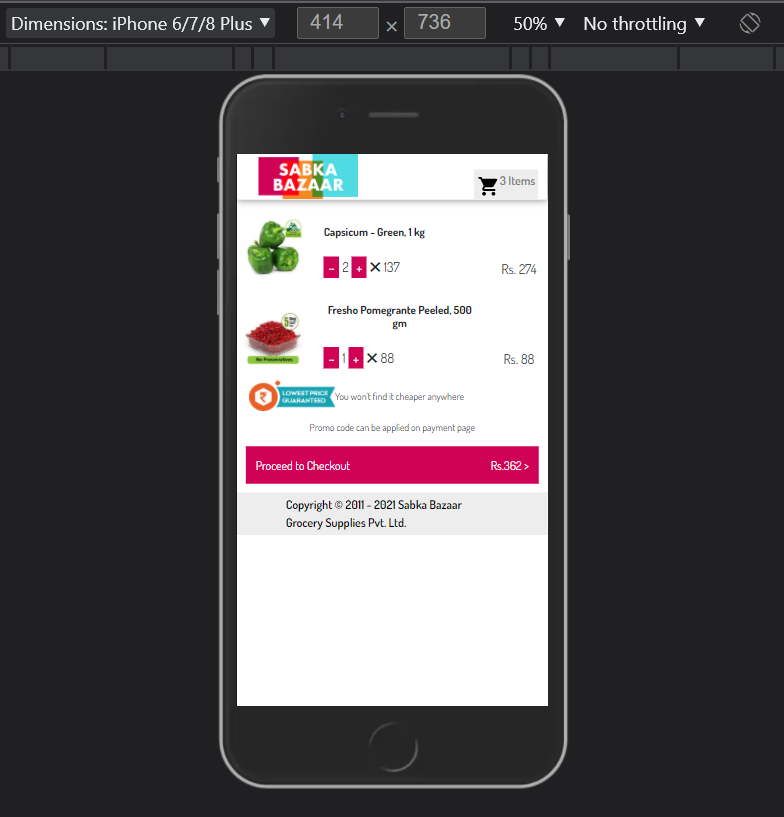 Dimensions: iPhone 6/7/8 Plus ▼ 414 × 736 50% ▼ No throttling ▼
SABKA
BAZAAR
3 Items
Capsicum - Green, 1 kg
- 2 + × 137 Rs. 274
Fresho Pomegrante Peeled, 500
gm
No Preservatives
- 1 + × 88 Rs. 88
LOWEST PRICE
GUARANTEED
You won't find it cheaper anywhere
Promo code can be applied on payment page
Proceed to Checkout Rs.362 >
Copyright © 2011 - 2021 Sabka Bazaar
Grocery Supplies Pvt. Ltd.